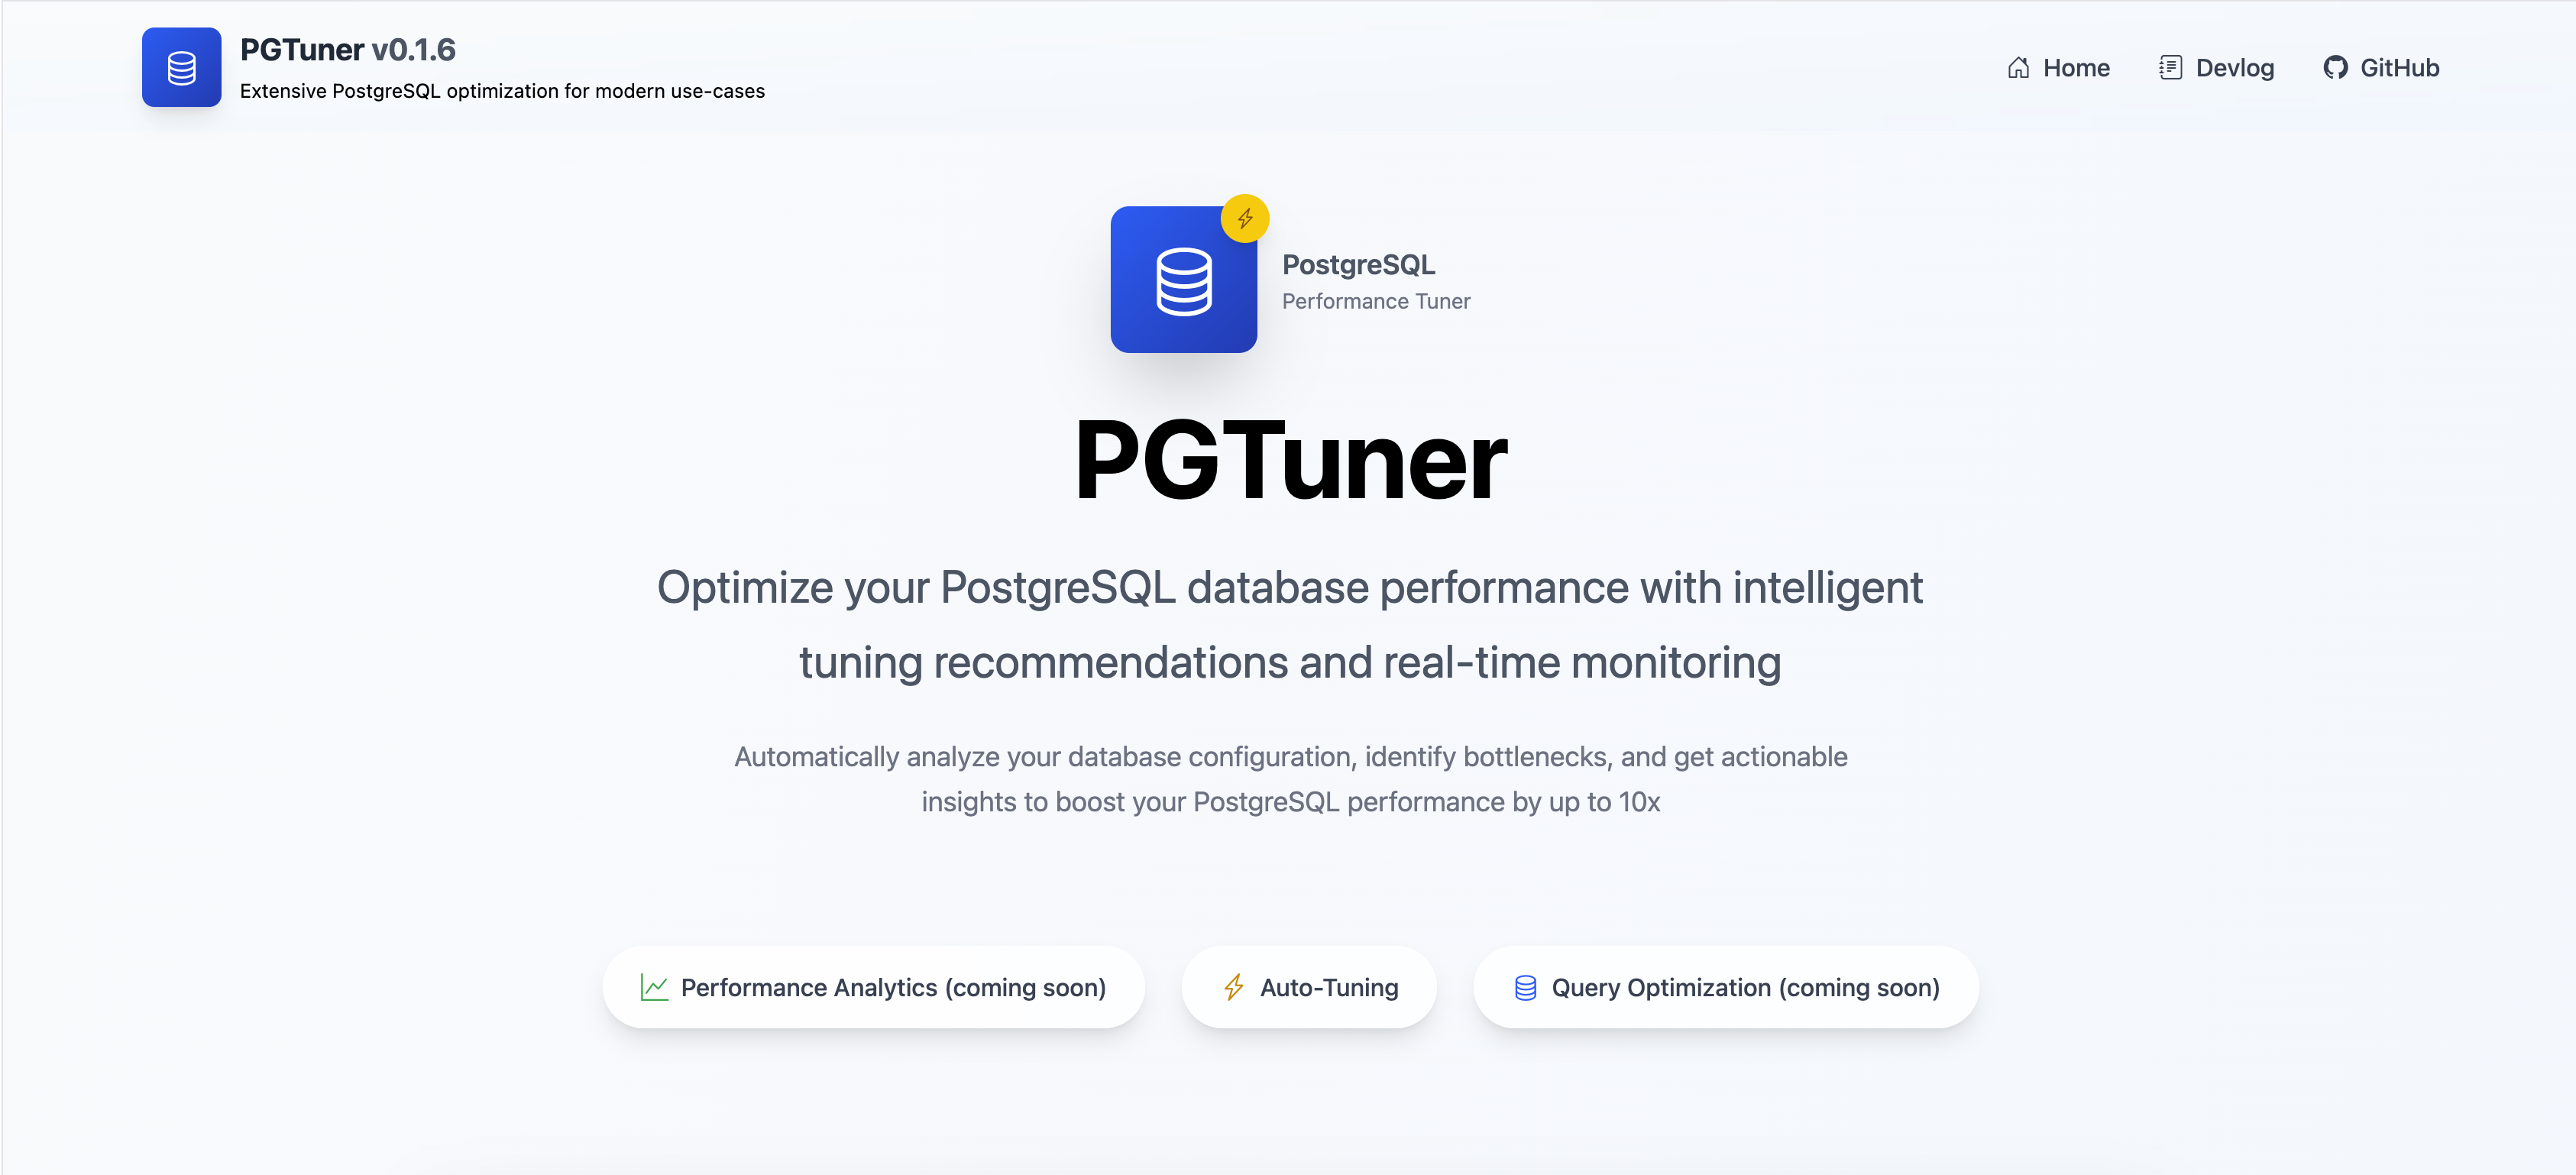 PGTuner v0.1.6
Extensive PostgreSQL optimization for modern use-cases
Home
Devlog
GitHub
PostgreSQL
Performance Tuner
PGTuner
Optimize your PostgreSQL database performance with intelligent
tuning recommendations and real-time monitoring
Automatically analyze your database configuration, identify bottlenecks, and get actionable
insights to boost your PostgreSQL performance by up to 10x
Performance Analytics (coming soon)
Auto-Tuning
Query Optimization (coming soon)